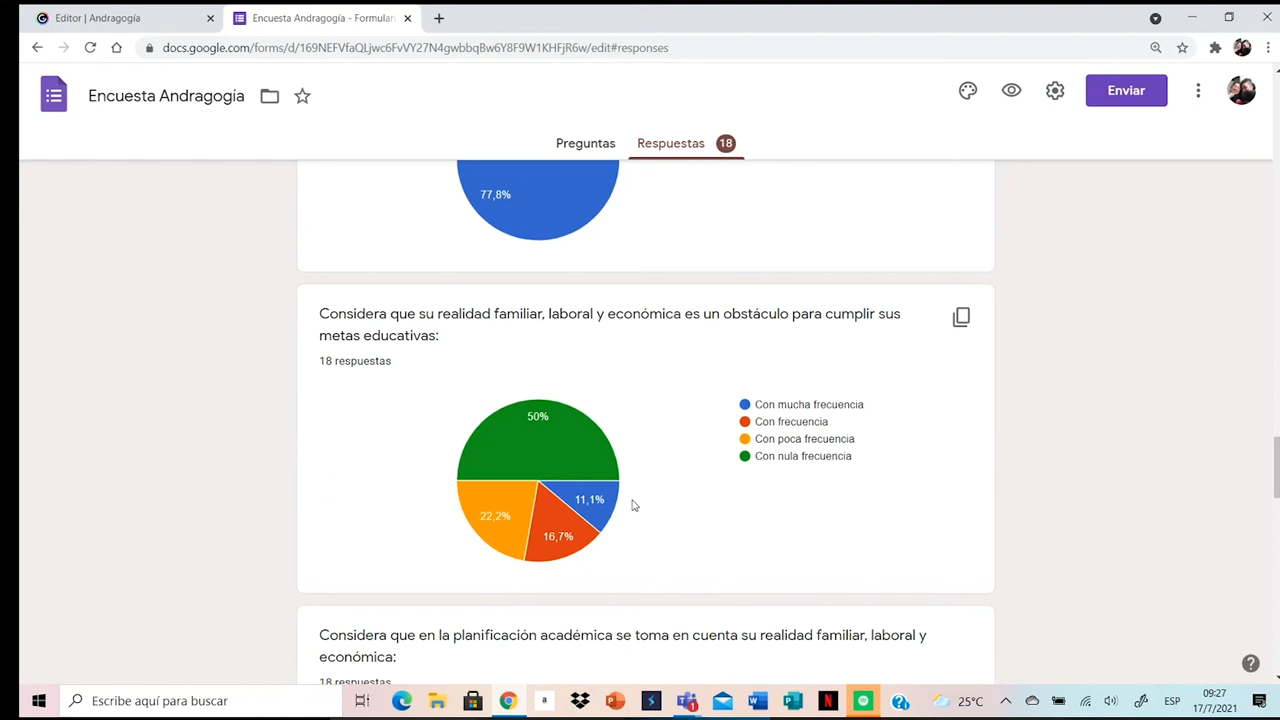 Editor | Andragogía
Encuesta Andragogía - Formular
docs.google.com/forms/d/169NEFVfaQLjwc6FvVY27N4gwbbqBw6Y8F9W1KHFjR6w/edit#responses
Encuesta Andragogía
Enviar
Preguntas
Respuestas 18
77,8%
Considera que su realidad familiar, laboral y económica es un obstáculo para cumplir sus
metas educativas:
18 respuestas
50%
11,1%
22,2%
16,7%
Con mucha frecuencia
Con frecuencia
Con poca frecuencia
Con nula frecuencia
Considera que en la planificación académica se toma en cuenta su realidad familiar, laboral y
económica:
18 respuestas
Escribe aquí para buscar
25°C
ESP
09:27
17/7/2021